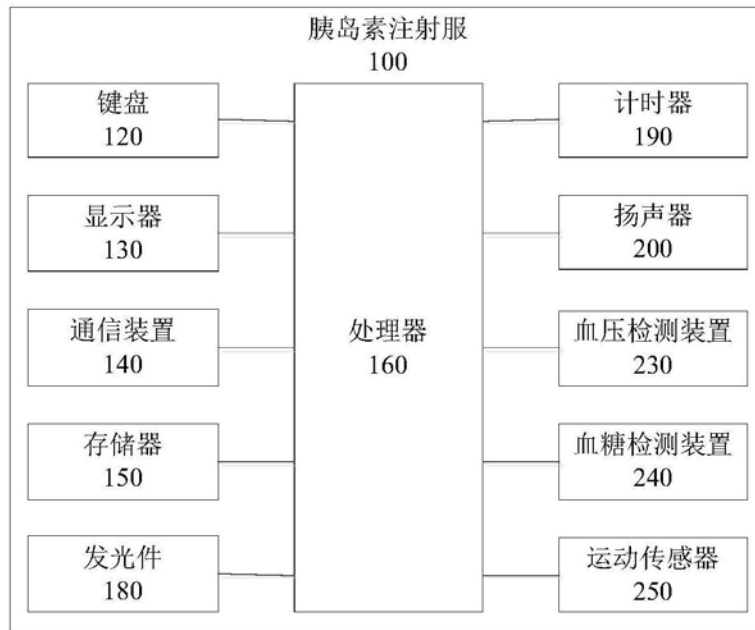 胰岛素注射服
100
键盘
120
显示器
130
通信装置
140
存储器
150
发光件
180
处理器
160
计时器
190
扬声器
200
血压检测装置
230
血糖检测装置
240
运动传感器
250